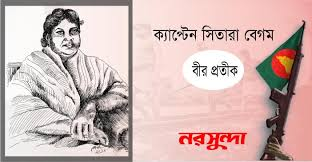 ক্যাপ্টেন সিতারা বেগম
বীর প্রতীক
নরসুন্দা